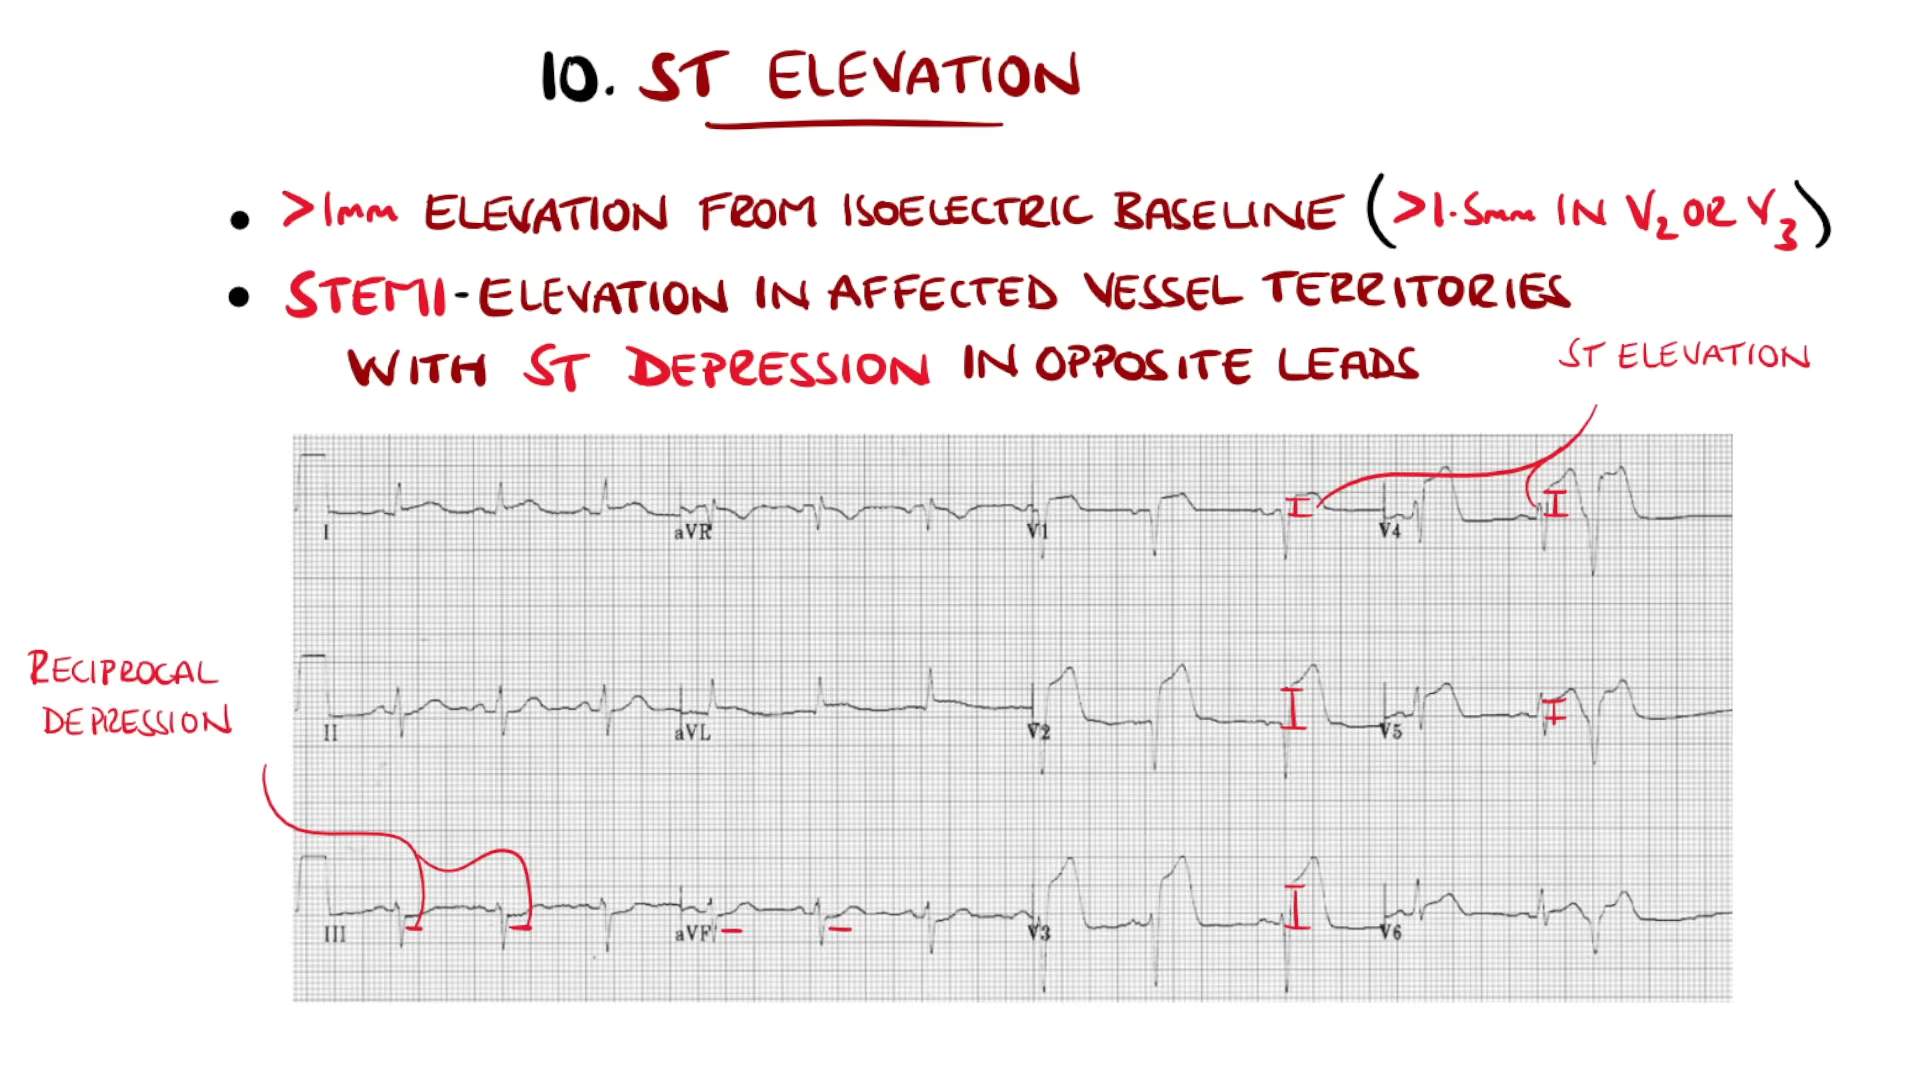 10. ST ELEVATION
• >1mm ELEVATION FROM ISOELECTRIC BASELINE (>1.5mm IN V2 OR V3)
• STEMI - ELEVATION IN AFFECTED VESSEL TERRITORIES
WITH ST DEPRESSION IN OPPOSITE LEADS
ST ELEVATION
I aVR V1 V4
RECIPROCAL
DEPRESSION
II aVL V2 V5
III aVF V3 V6